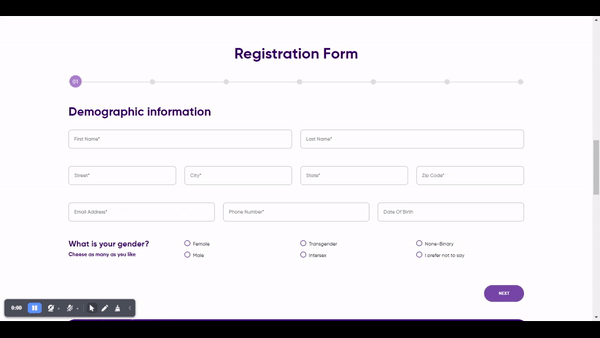 Registration Form
01
Demographic information
First Name* Last Name*
Street* City* State* Zip Code*
Email Address* Phone Number* Date Of Birth
What is your gender? Female Transgender None-Binary
Choose as many as you like Male Intersex I prefer not to say
NEXT
0:00